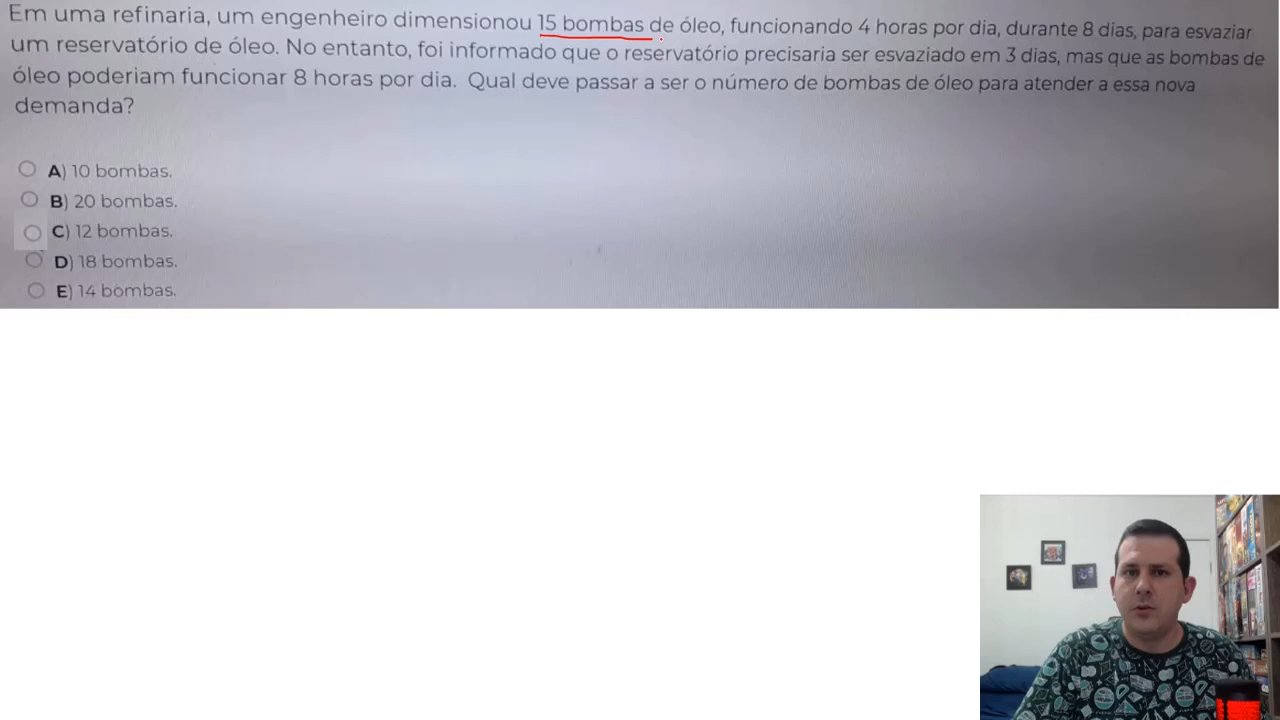 Em uma refinaria, um engenheiro dimensionou 15 bombas de óleo, funcionando 4 horas por dia, durante 8 dias, para esvaziar
um reservatório de óleo. No entanto, foi informado que o reservatório precisaria ser esvaziado em 3 dias, mas que as bombas de
óleo poderiam funcionar 8 horas por dia. Qual deve passar a ser o número de bombas de óleo para atender a essa nova
demanda?
A) 10 bombas.
B) 20 bombas.
C) 12 bombas.
D) 18 bombas.
E) 14 bombas.